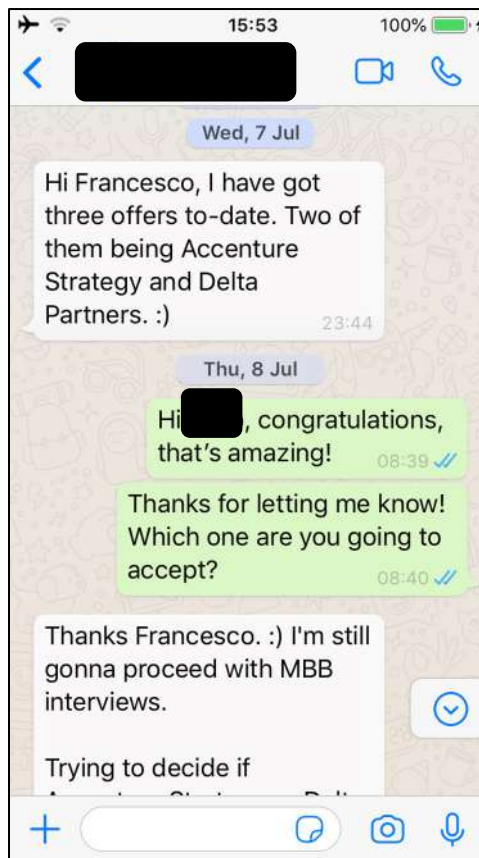 15:53
100%
Wed, 7 Jul
Hi Francesco, I have got
three offers to-date. Two of
them being Accenture
Strategy and Delta
Partners. :)
23:44
Thu, 8 Jul
Hi , congratulations,
that's amazing!
08:39
Thanks for letting me know!
Which one are you going to
accept?
08:40
Thanks Francesco. :) I'm still
gonna proceed with MBB
interviews.
Trying to decide if